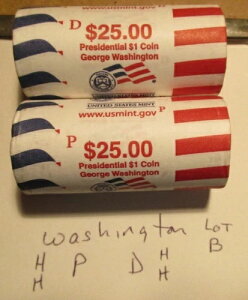 D
$25.00
Presidential $1 Coin
George Washington
UNITED STATES MINT
www.usmint.gov P
P
$25.00
Presidential $1 Coin
George Washington
Washington LOT
H P D H B
H H